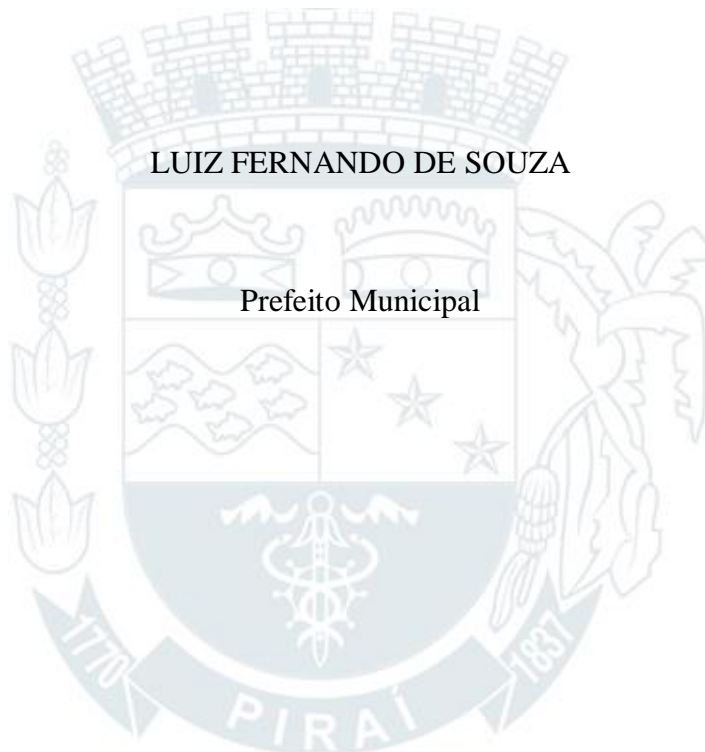 LUIZ FERNANDO DE SOUZA
Prefeito Municipal
1770
PIRAÍ
1837